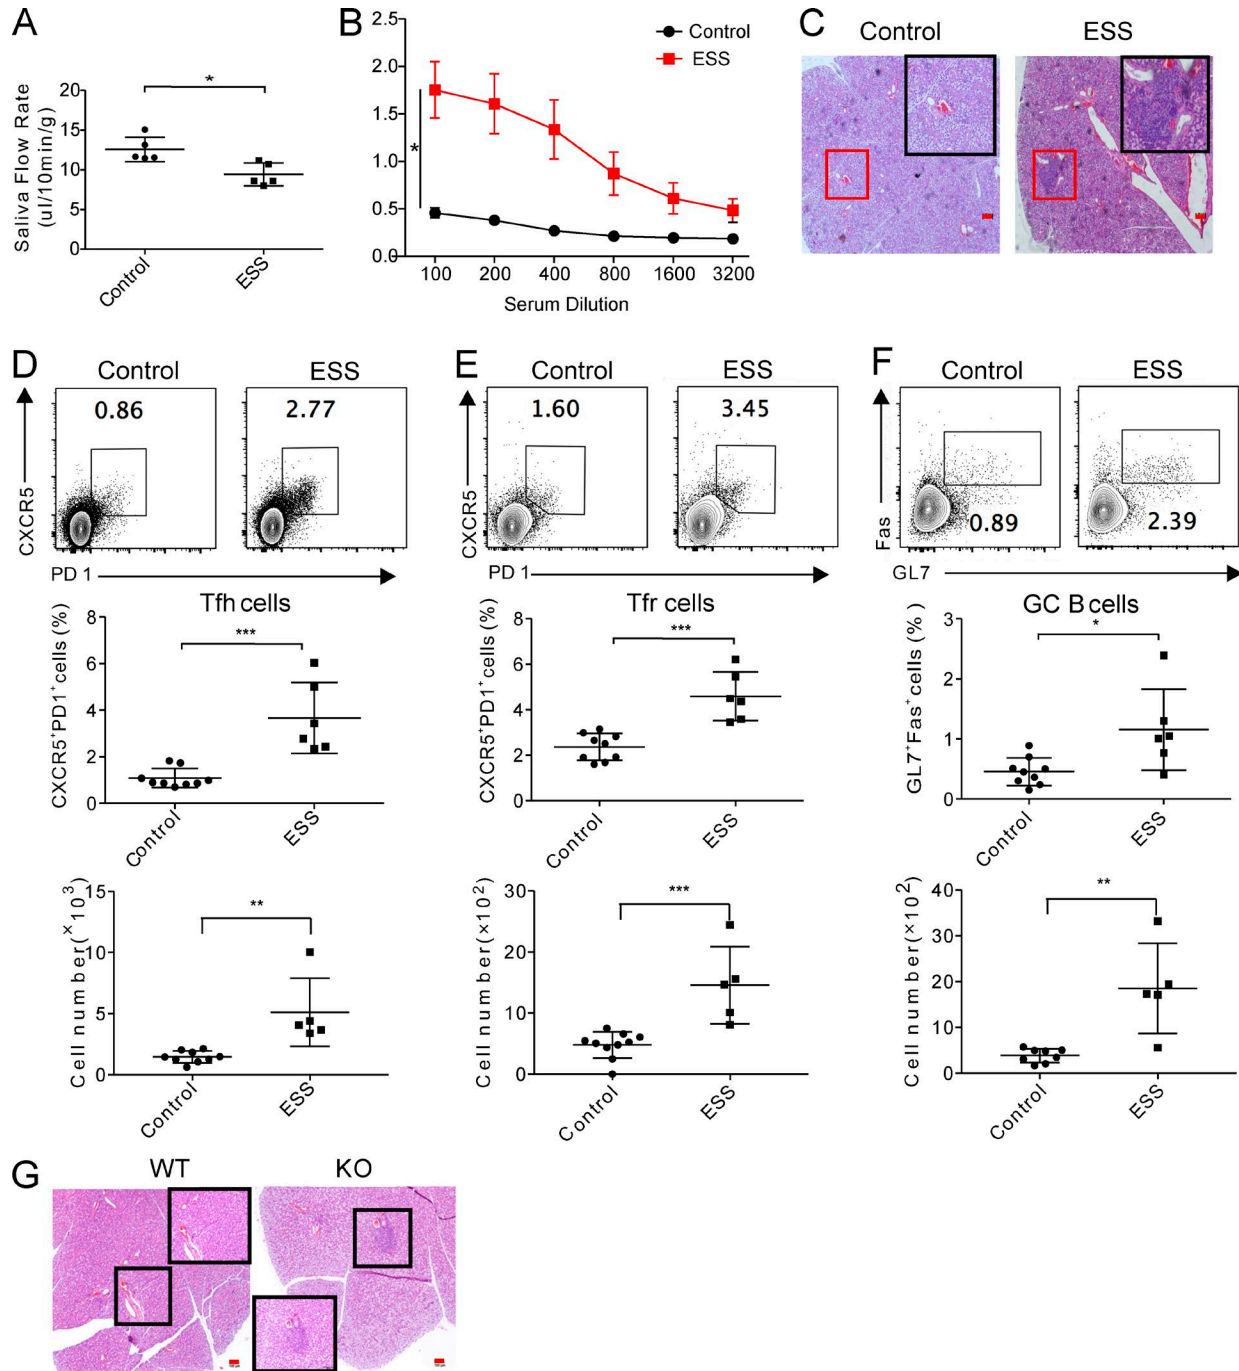 A
*
Saliva Flow Rate
(ul/10min/g)
20
15
10
5
0
Control
ESS
B
Control
ESS
2.5
2.0
1.5
1.0
0.5
0.0
*
100
200
400
800
1600
3200
Serum Dilution
C
Control
ESS
D
Control
ESS
0.86
2.77
CXCR5
PD 1
Tfh cells
CXCR5+PD1+cells (%)
8
6
4
2
0
***
Control
ESS
Cell number(×10³)
15
10
5
0
**
Control
ESS
E
Control
ESS
1.60
3.45
CXCR5
PD 1
Tfr cells
CXCR5+PD1+cells (%)
8
6
4
2
0
***
Control
ESS
Cell number(×10²)
30
20
10
0
***
Control
ESS
F
Control
ESS
0.89
2.39
Fas
GL7
GC B cells
GL7+Fas+cells (%)
3
2
1
0
*
Control
ESS
Cell number(×10²)
40
30
20
10
0
**
Control
ESS
G
WT
KO